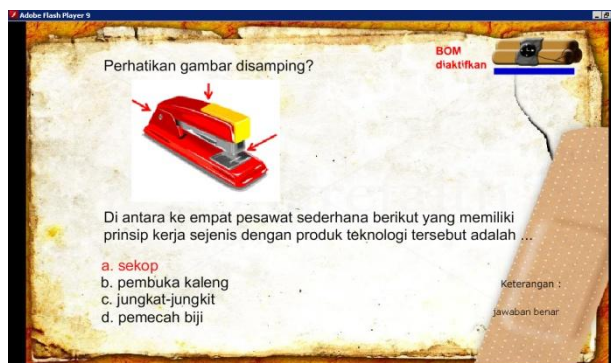 Adobe Flash Player 9
Perhatikan gambar disamping?
BOM
diaktifkan
Di antara ke empat pesawat sederhana berikut yang memiliki
prinsip kerja sejenis dengan produk teknologi tersebut adalah ...
a. sekop
b. pembuka kaleng
c. jungkat-jungkit
d. pemecah biji
Keterangan :
jawaban benar